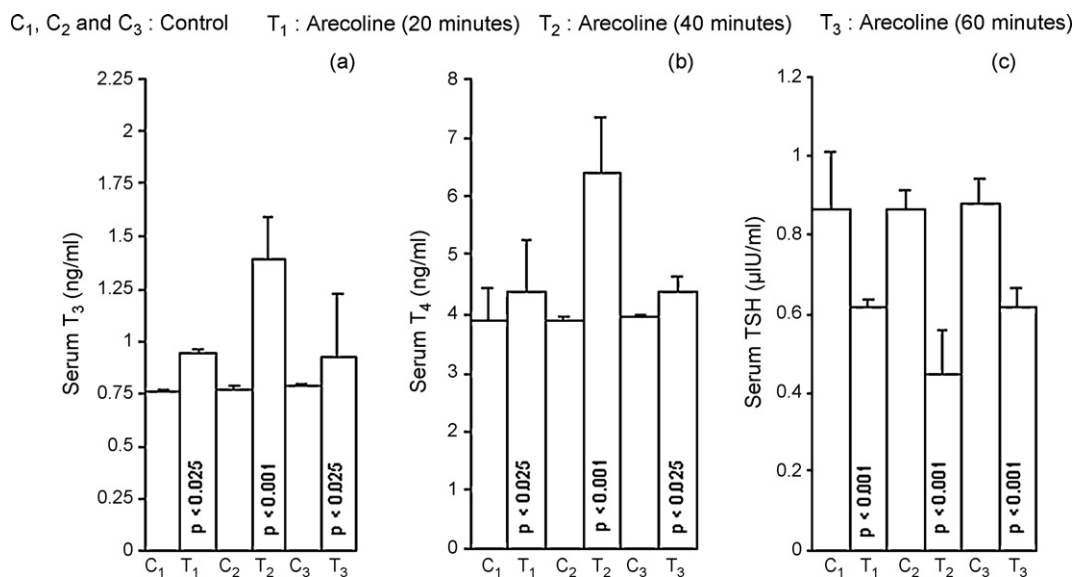 C₁, C₂ and C₃ : Control T₁ : Arecoline (20 minutes) T₂ : Arecoline (40 minutes) T₃ : Arecoline (60 minutes)
(a)
Serum T₃ (ng/ml)
2.25
2
1.75
1.5
1.25
1
0.75
0.5
0.25
0
p < 0.025
p < 0.001
p < 0.025
C₁ T₁ C₂ T₂ C₃ T₃
(b)
Serum T₄ (ng/ml)
8
7
6
5
4
3
2
1
0
p < 0.025
p < 0.001
p < 0.025
C₁ T₁ C₂ T₂ C₃ T₃
(c)
Serum TSH (µIU/ml)
1.2
1
0.8
0.6
0.4
0.2
0
p < 0.001
p < 0.001
p < 0.001
C₁ T₁ C₂ T₂ C₃ T₃